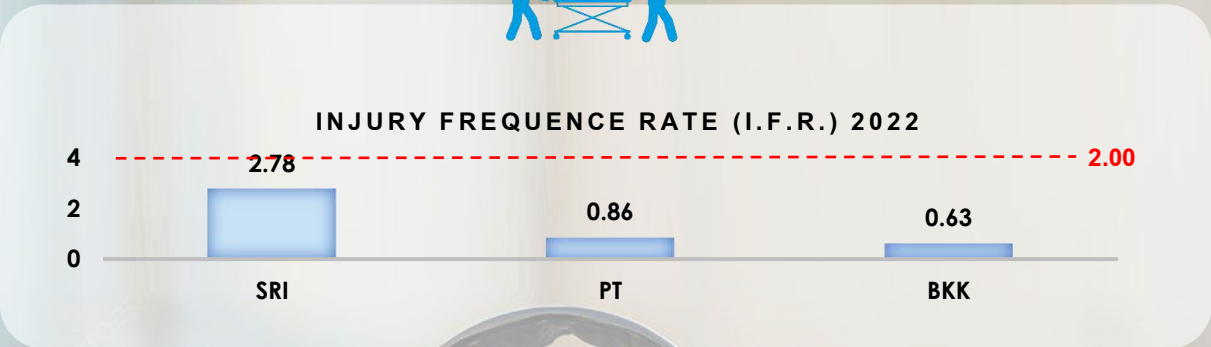 INJURY FREQUENCE RATE (I.F.R.) 2022
4
2.78
2.00
2
0.86
0.63
0
SRI
PT
BKK